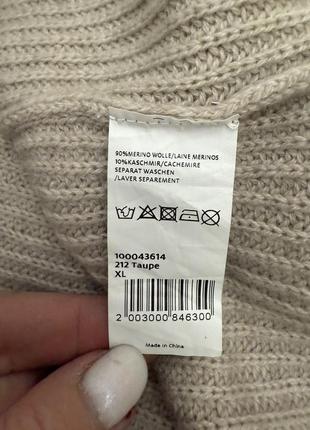 90%MERINO WOLLE/LAINE MERINOS
10%KASCHMIR/CACHEMIRE
SEPARAT WASCHEN
/LAVER SEPAREMENT
100043614
212 Taupe
XL
2 003000 846300
Made in China